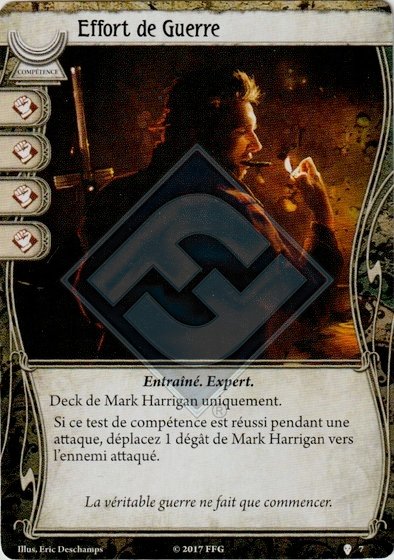 Effort de Guerre
COMPÉTENCE
Entraîné. Expert.
Deck de Mark Harrigan uniquement.
Si ce test de compétence est réussi pendant une
attaque, déplacez 1 dégât de Mark Harrigan vers
l'ennemi attaqué.
®
La véritable guerre ne fait que commencer.
Illus. Eric Deschamps © 2017 FFG 7